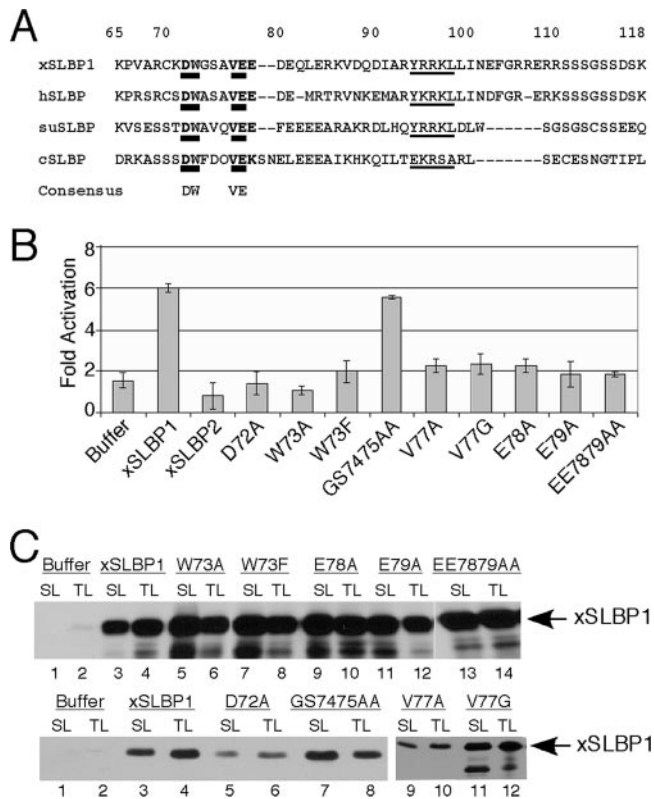 A
65 72 80 92 100 110 118
xSLBP1 KPVARCKDWGSAVEE--DEQLERKVDQDIARYRRKLLINEFGRRERRSSSGSSDSK
hSLBP KPRSRCSDWASAVEE--DE-MRTRVNKEMARYKRKLLINDFGR-ERKSSSGSSDSK
suSLBP KVSESSTDWAVQVEE--FEEEEARAKRDLHQYRRKLDLW------SGSGSCSSEEQ
cSLBP DRKASSSDWFDOVEKSNELEEEAIKHKQILTEKRSARL-------SECESNGTIPL
Consensus DW VE
B
Fold Activation
8
6
4
2
0
Buffer xSLBP1 xSLBP2 D72A W73A W73F GS7475AA V77A V77G E78A E79A EE7879AA
C
Buffer xSLBP1 W73A W73F E78A E79A EE7879AA
SL TL SL TL SL TL SL TL SL TL SL TL SL TL
xSLBP1
1 2 3 4 5 6 7 8 9 10 11 12 13 14
Buffer xSLBP1 D72A GS7475AA V77A V77G
SL TL SL TL SL TL SL TL SL TL SL TL
xSLBP1
1 2 3 4 5 6 7 8 9 10 11 12